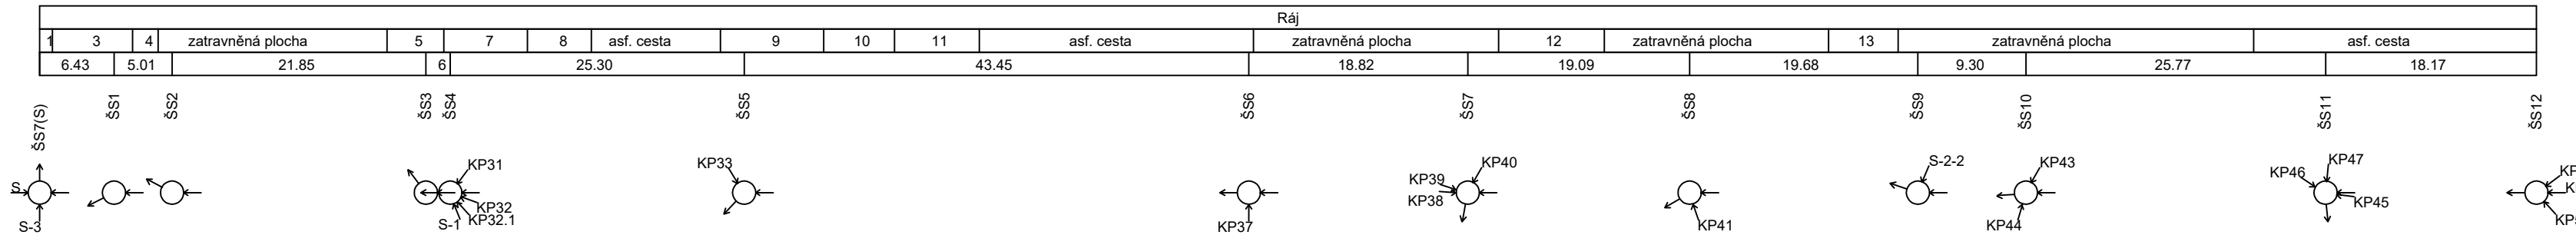 Ráj
1 3 4 zatravněná plocha 5 7 8 asf. cesta 9 10 11 asf. cesta zatravněná plocha 12 zatravněná plocha 13 zatravněná plocha asf. cesta
6.43 5.01 21.85 6 25.30 43.45 18.82 19.09 19.68 9.30 25.77 18.17
ŠS7(S) ŠS1 ŠS2 ŠS3 ŠS4 ŠS5 ŠS6 ŠS7 ŠS8 ŠS9 ŠS10 ŠS11 ŠS12
KP31 KP33 KP40 S-2-2 KP43 KP47
KP46
KP39
S
KP38 KP45
KP32
S-3 S-1 KP32.1 KP37 KP41 KP44